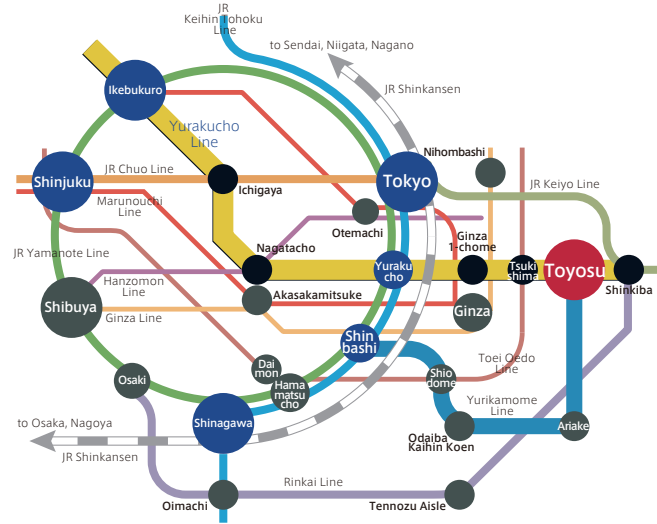 JR
Keihin Tohoku
Line
to Sendai, Niigata, Nagano
JR Shinkansen
Ikebukuro
Yurakucho
Line
Nihombashi
JR Chuo Line
Shinjuku
Tokyo
JR Keiyo Line
Ichigaya
Marunouchi
Line
Otemachi
Ginza
1-chome
JR Yamanote Line
Nagatacho
Yuraku
cho
Tsuki
shima
Toyosu
Hanzomon
Line
Akasakamitsuke
Shinkiba
Shibuya
Ginza Line
Ginza
Shin
bashi
Toei Oedo
Line
Osaki
Dai
mon
Hama
matsu
cho
Shio
dome
Yurikamome
Line
to Osaka, Nagoya
Shinagawa
Ariake
Odaiba
Kaihin Koen
JR Shinkansen
Rinkai Line
Oimachi
Tennozu Aisle